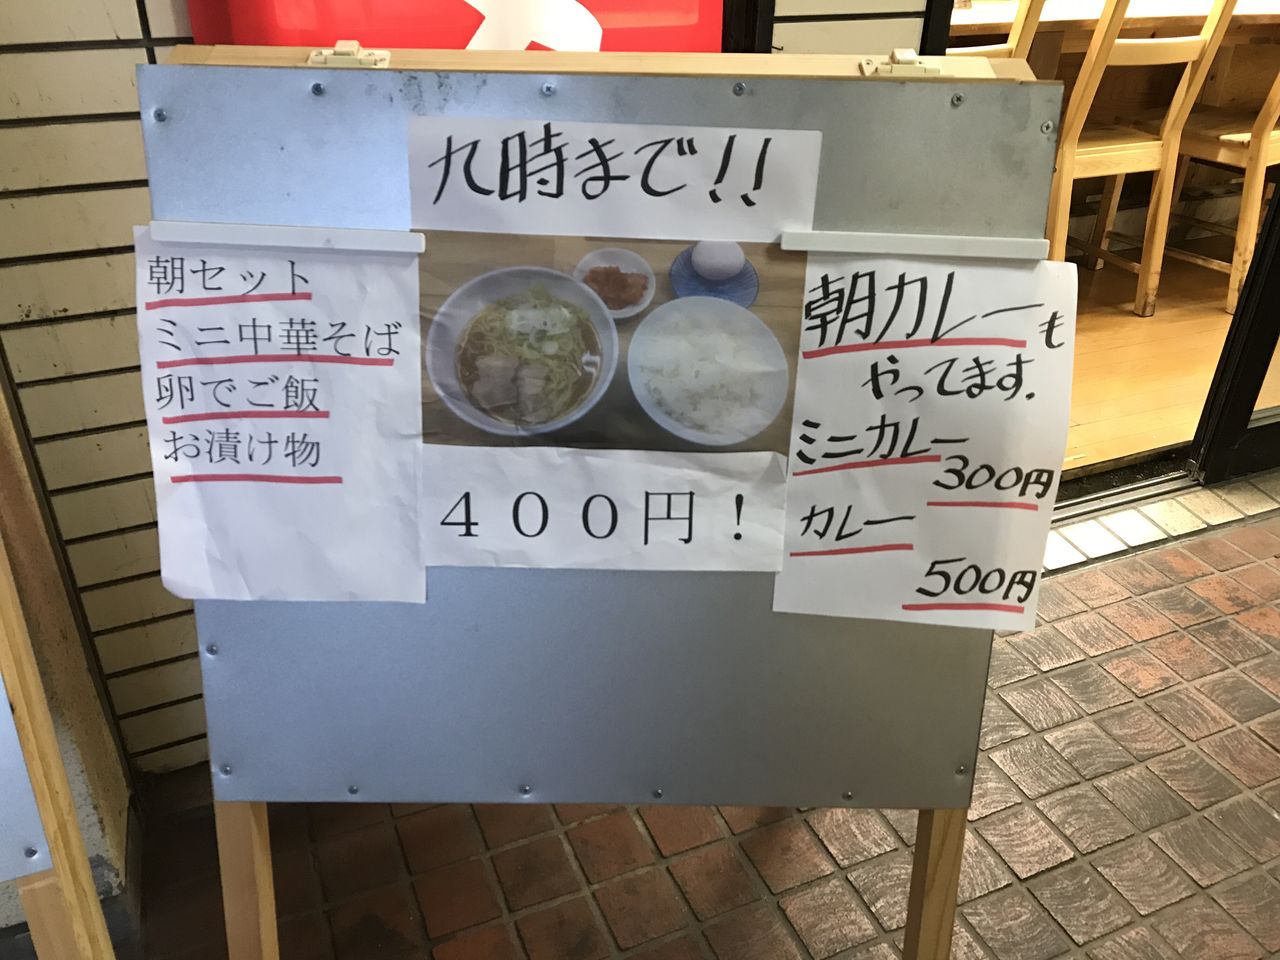 九時まで!!
朝セット
ミニ中華そば
卵でご飯
お漬け物
４００円！
朝カレーも
やってます.
ミニカレー
300円
カレー
500円